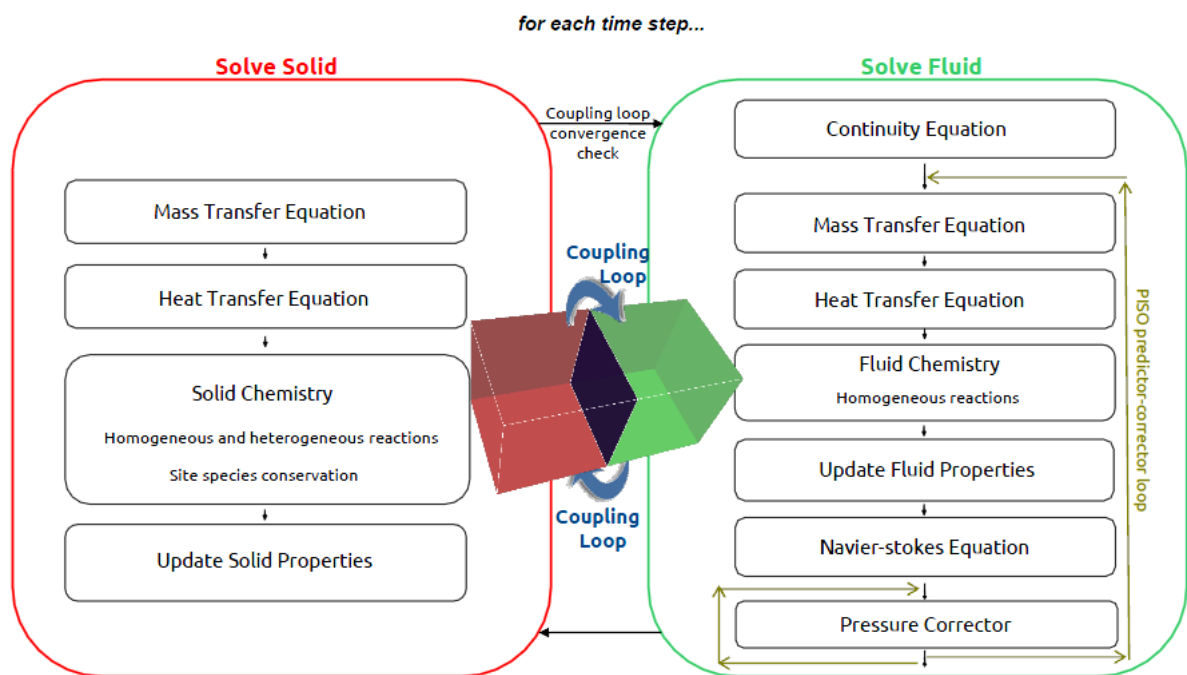 for each time step...
Solve Solid
Mass Transfer Equation
Heat Transfer Equation
Solid Chemistry
Homogeneous and heterogeneous reactions
Site species conservation
Update Solid Properties
Coupling loop
convergence
check
Coupling
Loop
Coupling
Loop
Solve Fluid
Continuity Equation
Mass Transfer Equation
Heat Transfer Equation
Fluid Chemistry
Homogeneous reactions
Update Fluid Properties
Navier-stokes Equation
Pressure Corrector
PISO predictor-corrector loop